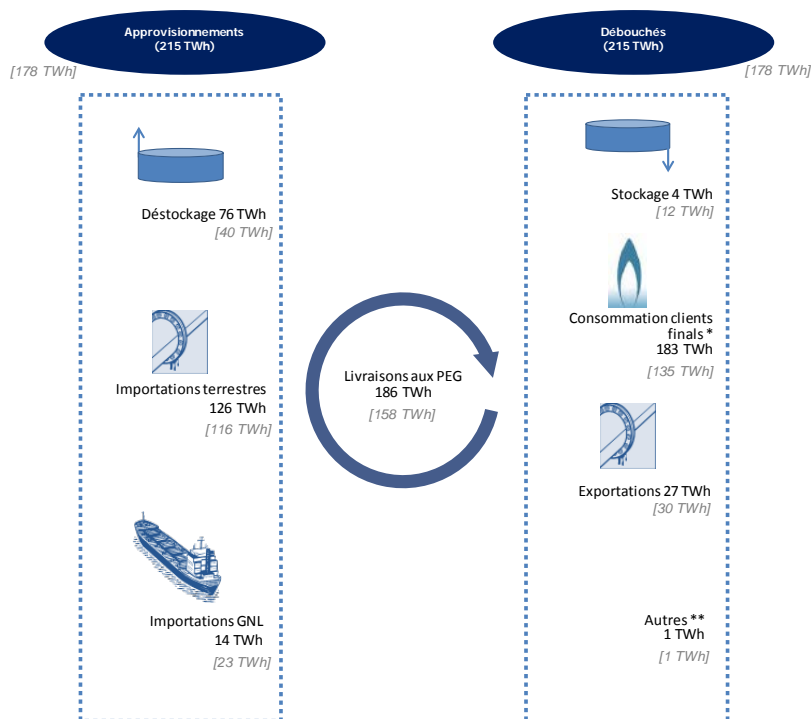 Approvisionnements
(215 TWh)
[178 TWh]
Déstockage 76 TWh
[40 TWh]
Importations terrestres
126 TWh
[116 TWh]
Importations GNL
14 TWh
[23 TWh]
Livraisons aux PEG
186 TWh
[158 TWh]
Débouchés
(215 TWh)
[178 TWh]
Stockage 4 TWh
[12 TWh]
Consommation clients
finals *
183 TWh
[135 TWh]
Exportations 27 TWh
[30 TWh]
Autres **
1 TWh
[1 TWh]